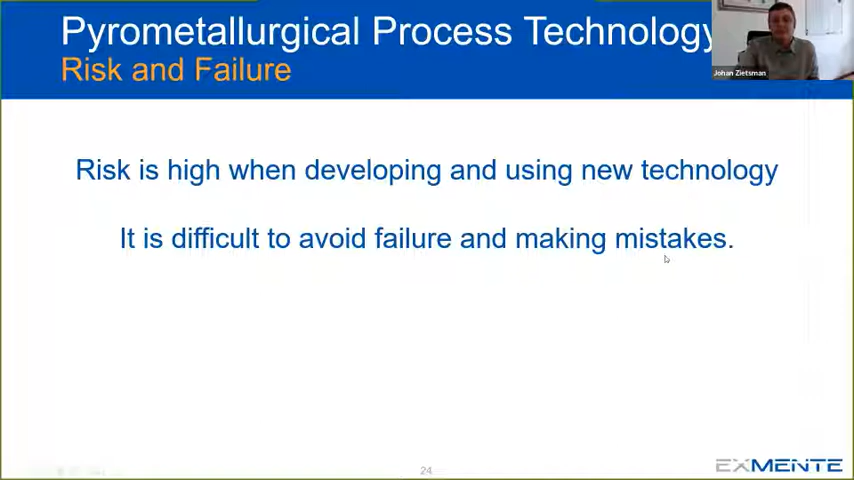 Pyrometallurgical Process Technology
Risk and Failure
Johan Zietsman
Risk is high when developing and using new technology
It is difficult to avoid failure and making mistakes.
24
EXMENTE